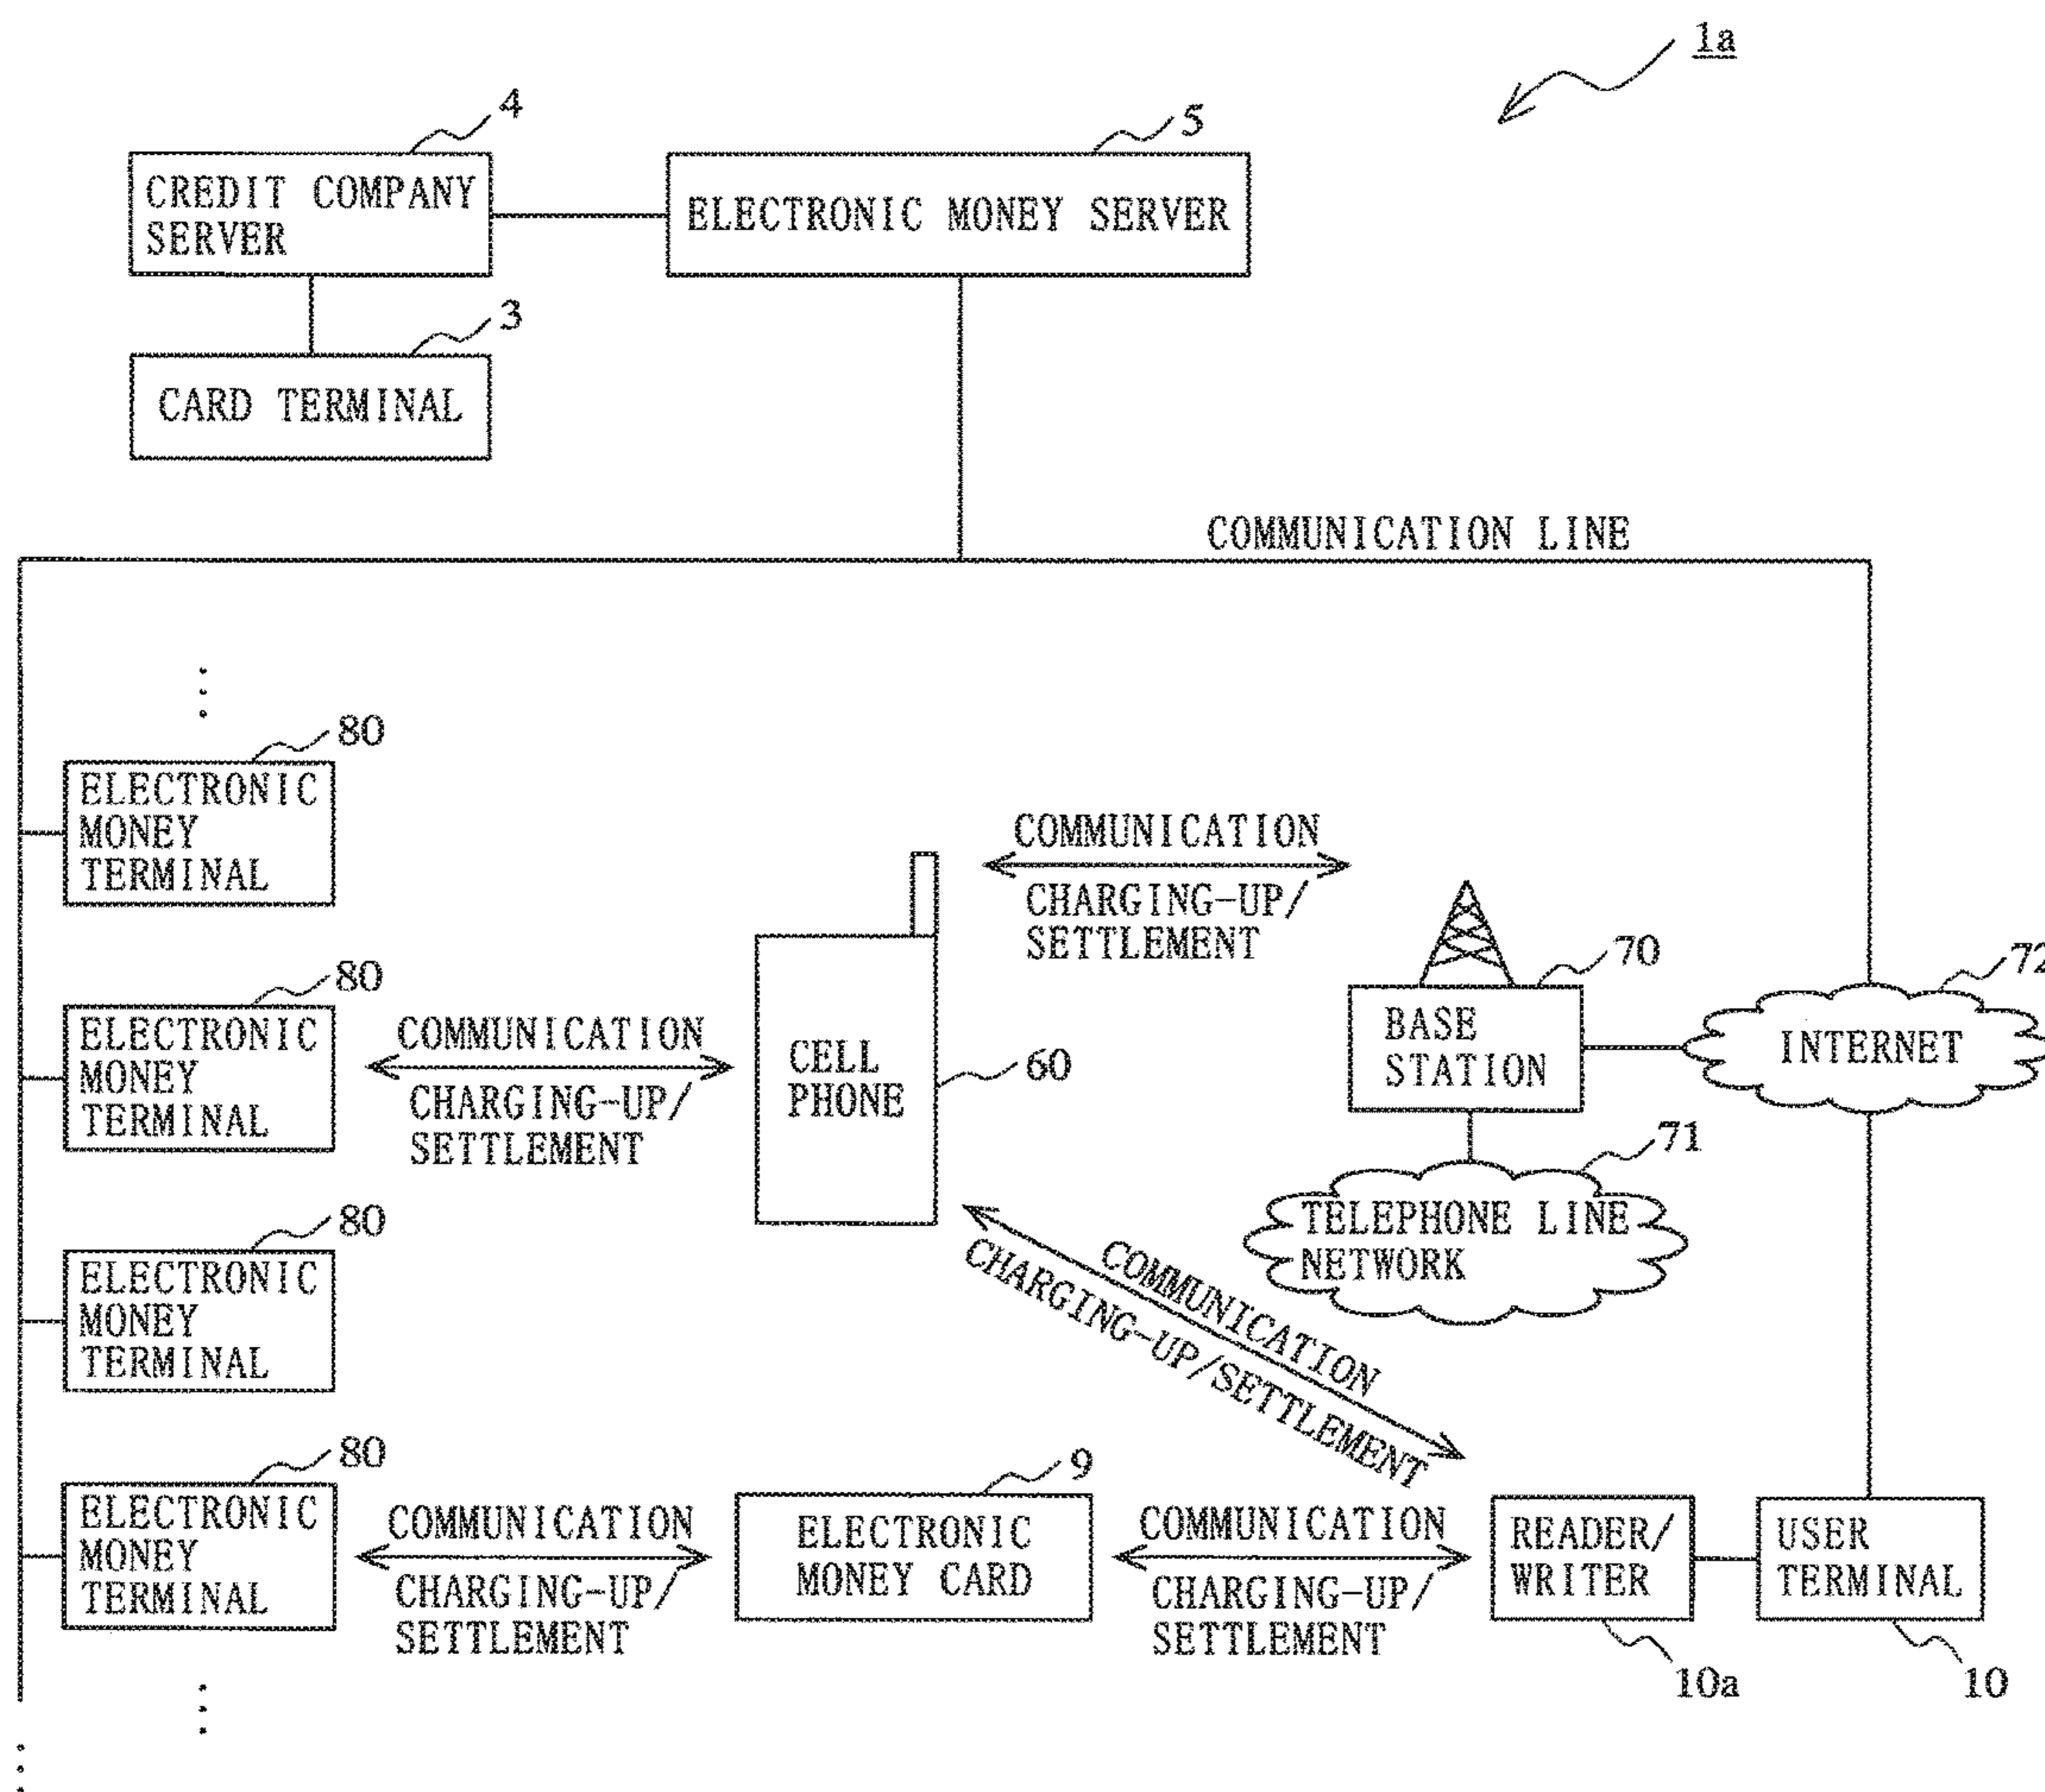 1a
4
5
CREDIT COMPANY
SERVER
ELECTRONIC MONEY SERVER
3
CARD TERMINAL
COMMUNICATION LINE
80
ELECTRONIC
MONEY
TERMINAL
COMMUNICATION
CHARGING-UP/
SETTLEMENT
70
72
80
ELECTRONIC
MONEY
TERMINAL
COMMUNICATION
CHARGING-UP/
SETTLEMENT
CELL
PHONE
60
BASE
STATION
INTERNET
71
TELEPHONE LINE
NETWORK
80
ELECTRONIC
MONEY
TERMINAL
COMMUNICATION
CHARGING-UP/SETTLEMENT
80
ELECTRONIC
MONEY
TERMINAL
COMMUNICATION
CHARGING-UP/
SETTLEMENT
9
ELECTRONIC
MONEY CARD
COMMUNICATION
CHARGING-UP/
SETTLEMENT
READER/
WRITER
USER
TERMINAL
10a
10